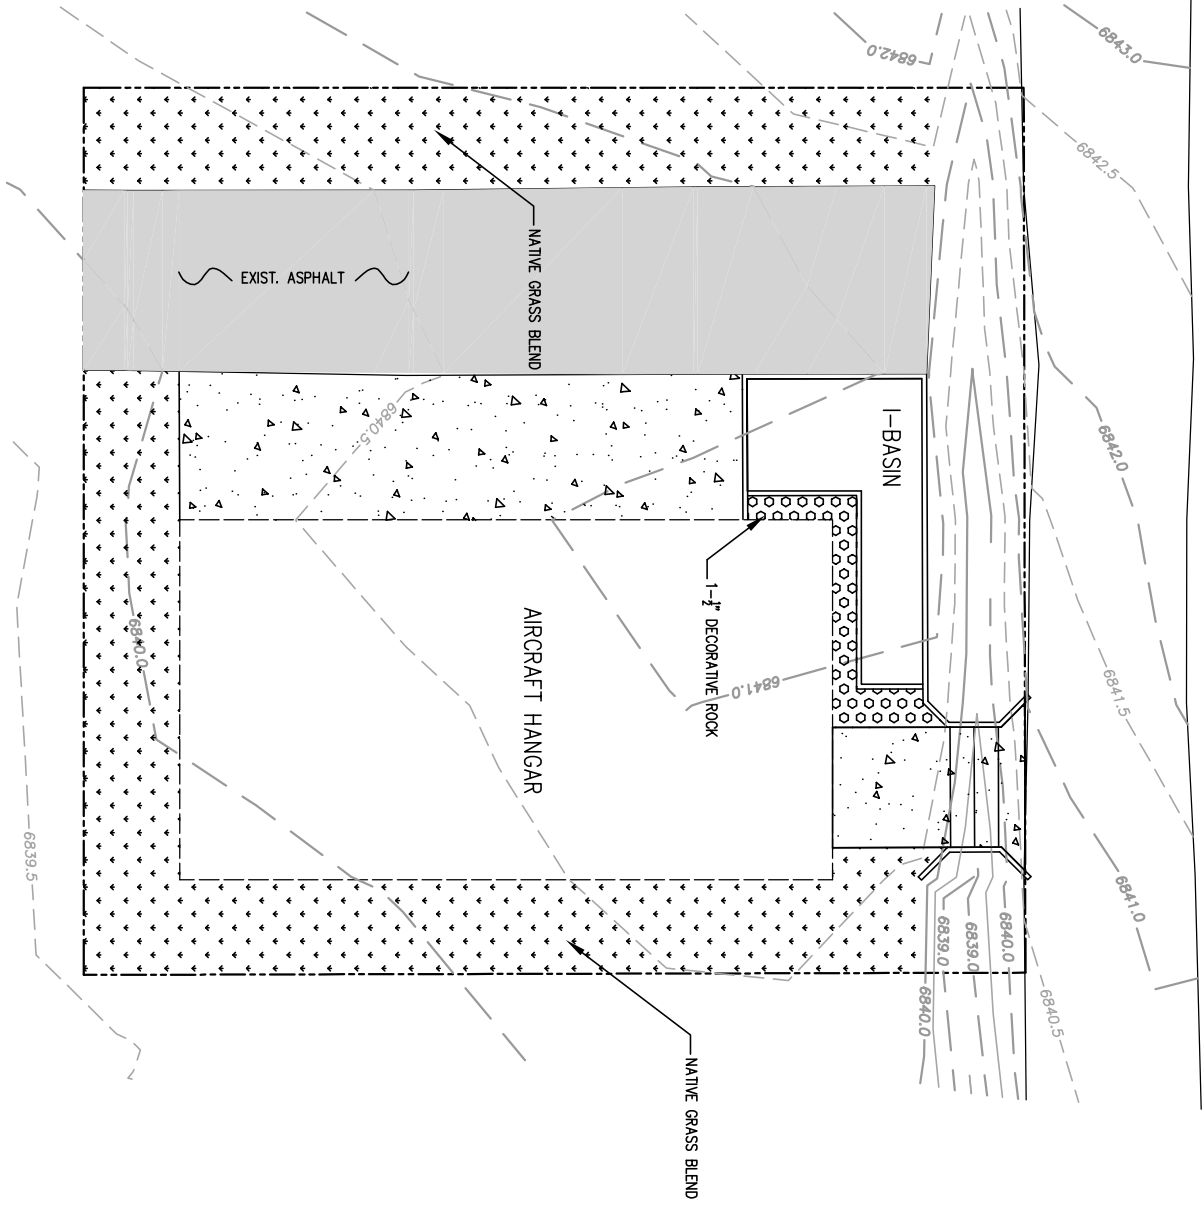 6843.0
6842.0
6842.5
NATIVE GRASS BLEND
EXIST. ASPHALT
I-BASIN
6840.5
6842.0
1-½" DECORATIVE ROCK
AIRCRAFT HANGAR
6840.0
6841.0
6841.5
6839.5
6841.0
6839.0
6839.0
6840.0
6840.0
6840.5
NATIVE GRASS BLEND